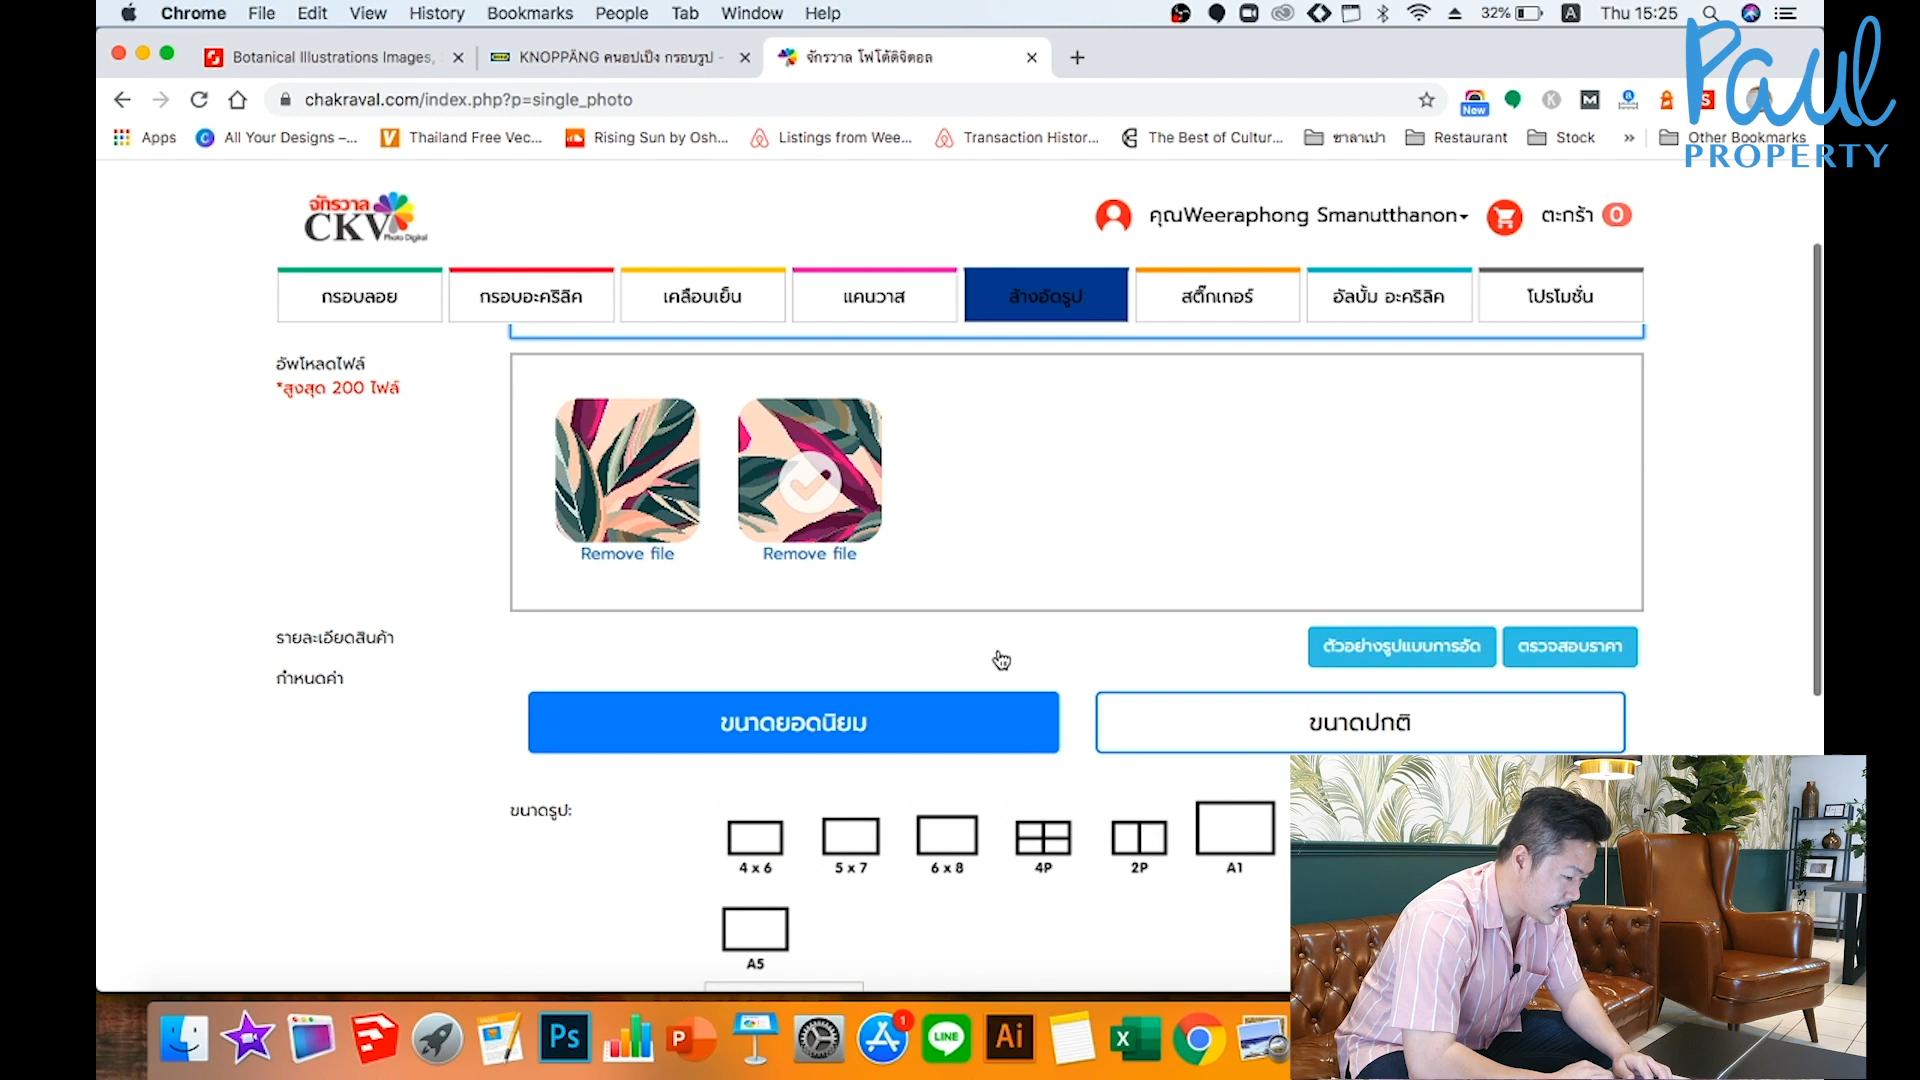 Chrome File Edit View History Bookmarks People Tab Window Help
32% A Thu 15:25
Paul
PROPERTY
Botanical Illustrations Images,
KNOPPÄNG คนอปเป็ง กรอบรูป -
จักรวาล โฟโต้ดิจิตอล
chakraval.com/index.php?p=single_photo
New
Apps
All Your Designs –...
Thailand Free Vec...
Rising Sun by Osh...
Listings from Wee...
Transaction Histor...
The Best of Cultur...
ซาลาเปา
Restaurant
Stock
Other Bookmarks
จักรวาล
CKV
Photo Digital
คุณWeeraphong Smanutthanon
ตะกร้า 0
กรอบลอย
กรอบอะคริลิค
เคลือบเย็น
แคนวาส
ล้างอัดรูป
สติ๊กเกอร์
อัลบั้ม อะคริลิค
โปรโมชั่น
อัพโหลดไฟล์
*สูงสุด 200 ไฟล์
Remove file
Remove file
รายละเอียดสินค้า
ตัวอย่างรูปแบบการอัด
ตรวจสอบราคา
กำหนดค่า
ขนาดยอดนิยม
ขนาดปกติ
ขนาดรูป:
4 x 6
5 x 7
6 x 8
4P
2P
A1
A5
Ps
P
1
LINE
Ai
X